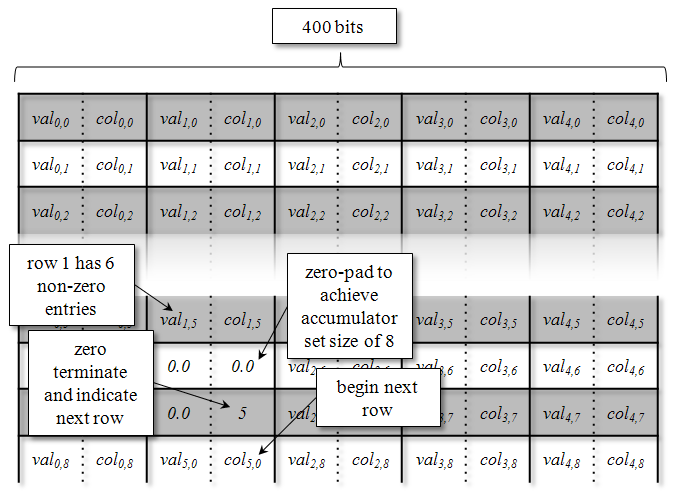 400 bits
val0,0 col0,0 val1,0 col1,0 val2,0 col2,0 val3,0 col3,0 val4,0 col4,0
val0,1 col0,1 val1,1 col1,1 val2,1 col2,1 val3,1 col3,1 val4,1 col4,1
val0,2 col0,2 val1,2 col1,2 val2,2 col2,2 val3,2 col3,2 val4,2 col4,2
row 1 has 6
non-zero
entries
zero-pad to
achieve
accumulator
set size of 8
val1,5 col1,5 val3,5 col3,5 val4,5 col4,5
zero
terminate
and indicate
next row
0.0 0.0 col3,6 val4,6 col4,6
begin next
row
0.0 5 col3,7 val4,7 col4,7
val0,8 col0,8 val5,0 col5,0 val2,8 col2,8 val3,8 col3,8 val4,8 col4,8